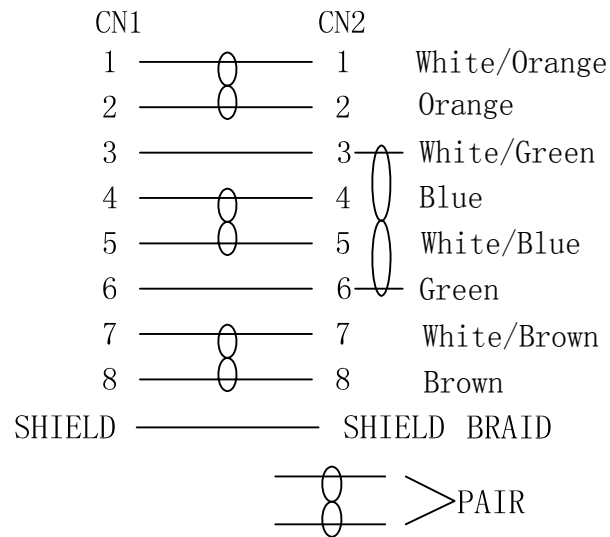 CN1 CN2
1 1 White/Orange
2 2 Orange
3 3 White/Green
4 4 Blue
5 5 White/Blue
6 6 Green
7 7 White/Brown
8 8 Brown
SHIELD SHIELD BRAID
PAIR